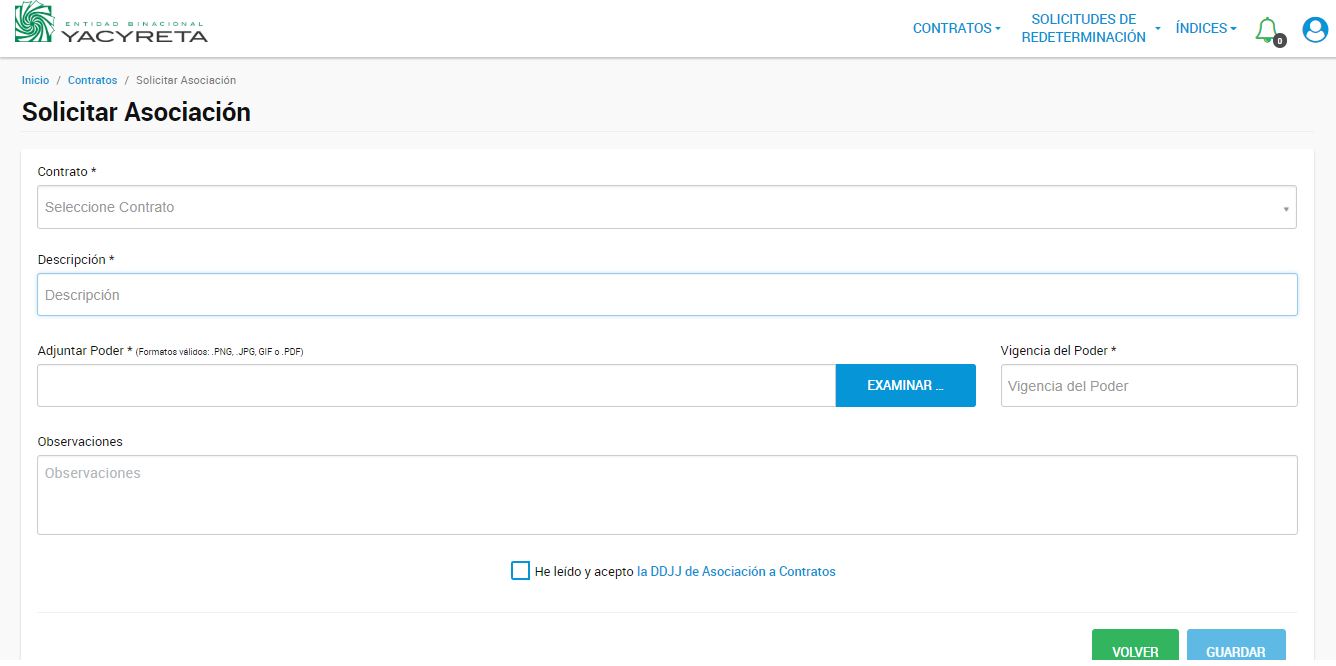 ENTIDAD BINACIONAL
YACYRETA
CONTRATOS
SOLICITUDES DE
REDETERMINACIÓN
ÍNDICES
0
Inicio / Contratos / Solicitar Asociación
Solicitar Asociación
Contrato *
Seleccione Contrato
Descripción *
Descripción
Adjuntar Poder * (Formatos válidos: .PNG, .JPG, GIF o .PDF)
Vigencia del Poder *
EXAMINAR ...
Vigencia del Poder
Observaciones
Observaciones
He leído y acepto la DDJJ de Asociación a Contratos
VOLVER
GUARDAR